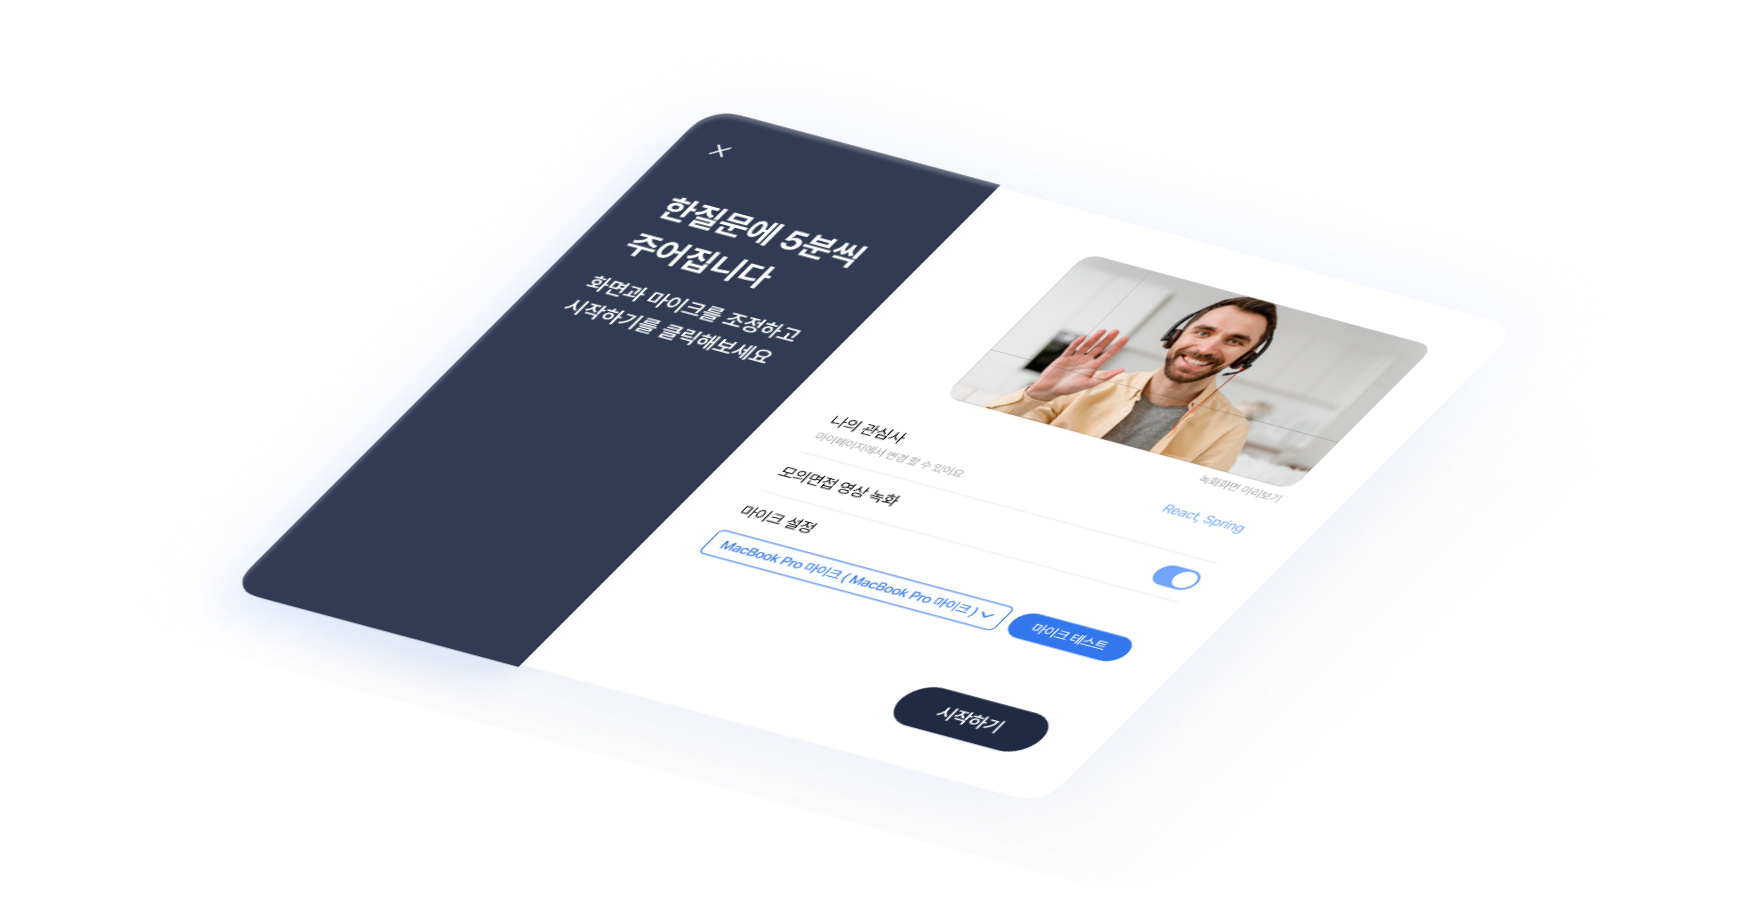 한질문에 5분씩
주어집니다
화면과 마이크를 조정하고
시작하기를 클릭해보세요
녹화화면 미리보기
나의 관심사
마이페이지에서 변경 할 수 있어요
React, Spring
모의면접 영상 녹화
마이크 설정
MacBook Pro 마이크 ( MacBook Pro 마이크 )
마이크 테스트
시작하기